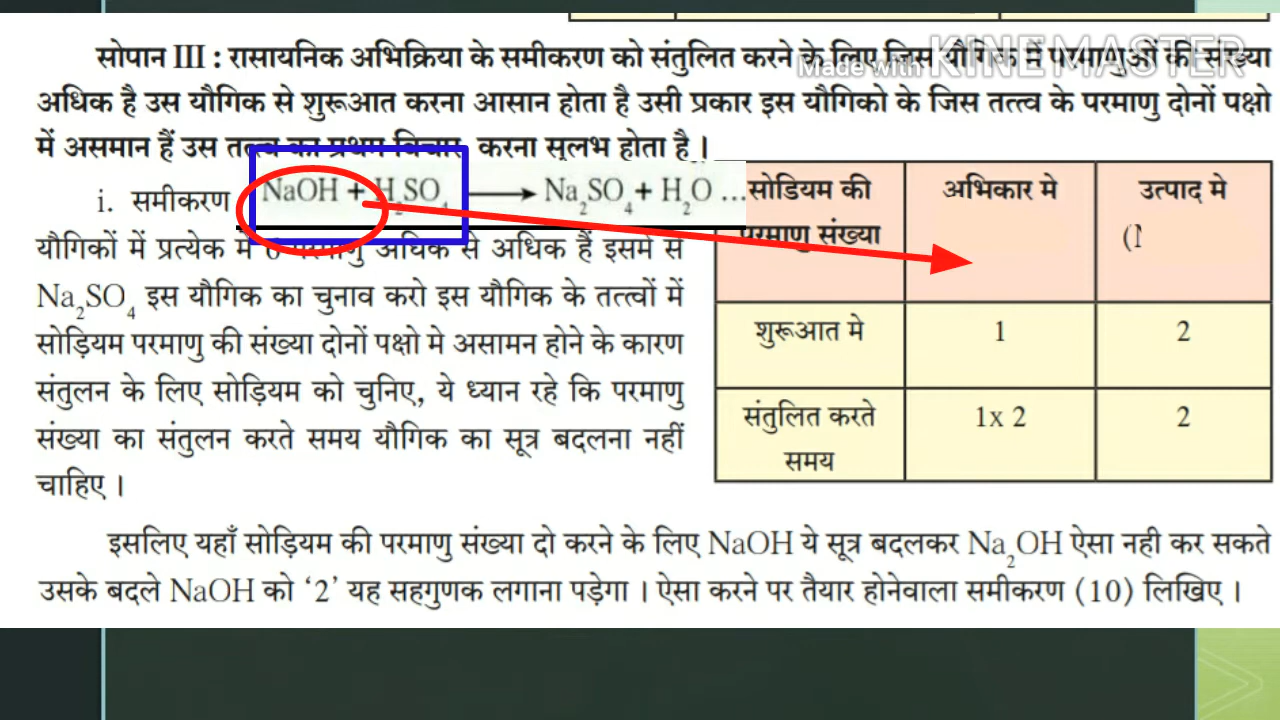 Made with KINEMASTER
सोपान III : रासायनिक अभिक्रिया के समीकरण को संतुलित करने के लिए जिस यौगिक में परमाणुओं की संख्या
अधिक है उस यौगिक से शुरूआत करना आसान होता है उसी प्रकार इस यौगिको के जिस तत्त्व के परमाणु दोनों पक्षो
में असमान हैं उस तत्त्व का प्रथम विचार करना सुलभ होता है।
i. समीकरण NaOH + H₂SO₄ ⟶ Na₂SO₄ + H₂O ...
यौगिकों में प्रत्येक में 6 परमाणु अधिक से अधिक हैं इसमें से
Na₂SO₄ इस यौगिक का चुनाव करो इस यौगिक के तत्त्वों में
सोड़ियम परमाणु की संख्या दोनों पक्षो मे असामन होने के कारण
संतुलन के लिए सोड़ियम को चुनिए, ये ध्यान रहे कि परमाणु
संख्या का संतुलन करते समय यौगिक का सूत्र बदलना नहीं
चाहिए।
सोडियम की अभिकार मे उत्पाद मे
परमाणु संख्या
शुरूआत मे 1 2
संतुलित करते 1x 2 2
समय
इसलिए यहाँ सोड़ियम की परमाणु संख्या दो करने के लिए NaOH ये सूत्र बदलकर Na₂OH ऐसा नही कर सकते
उसके बदले NaOH को ‘2’ यह सहगुणक लगाना पड़ेगा। ऐसा करने पर तैयार होनेवाला समीकरण (10) लिखिए।